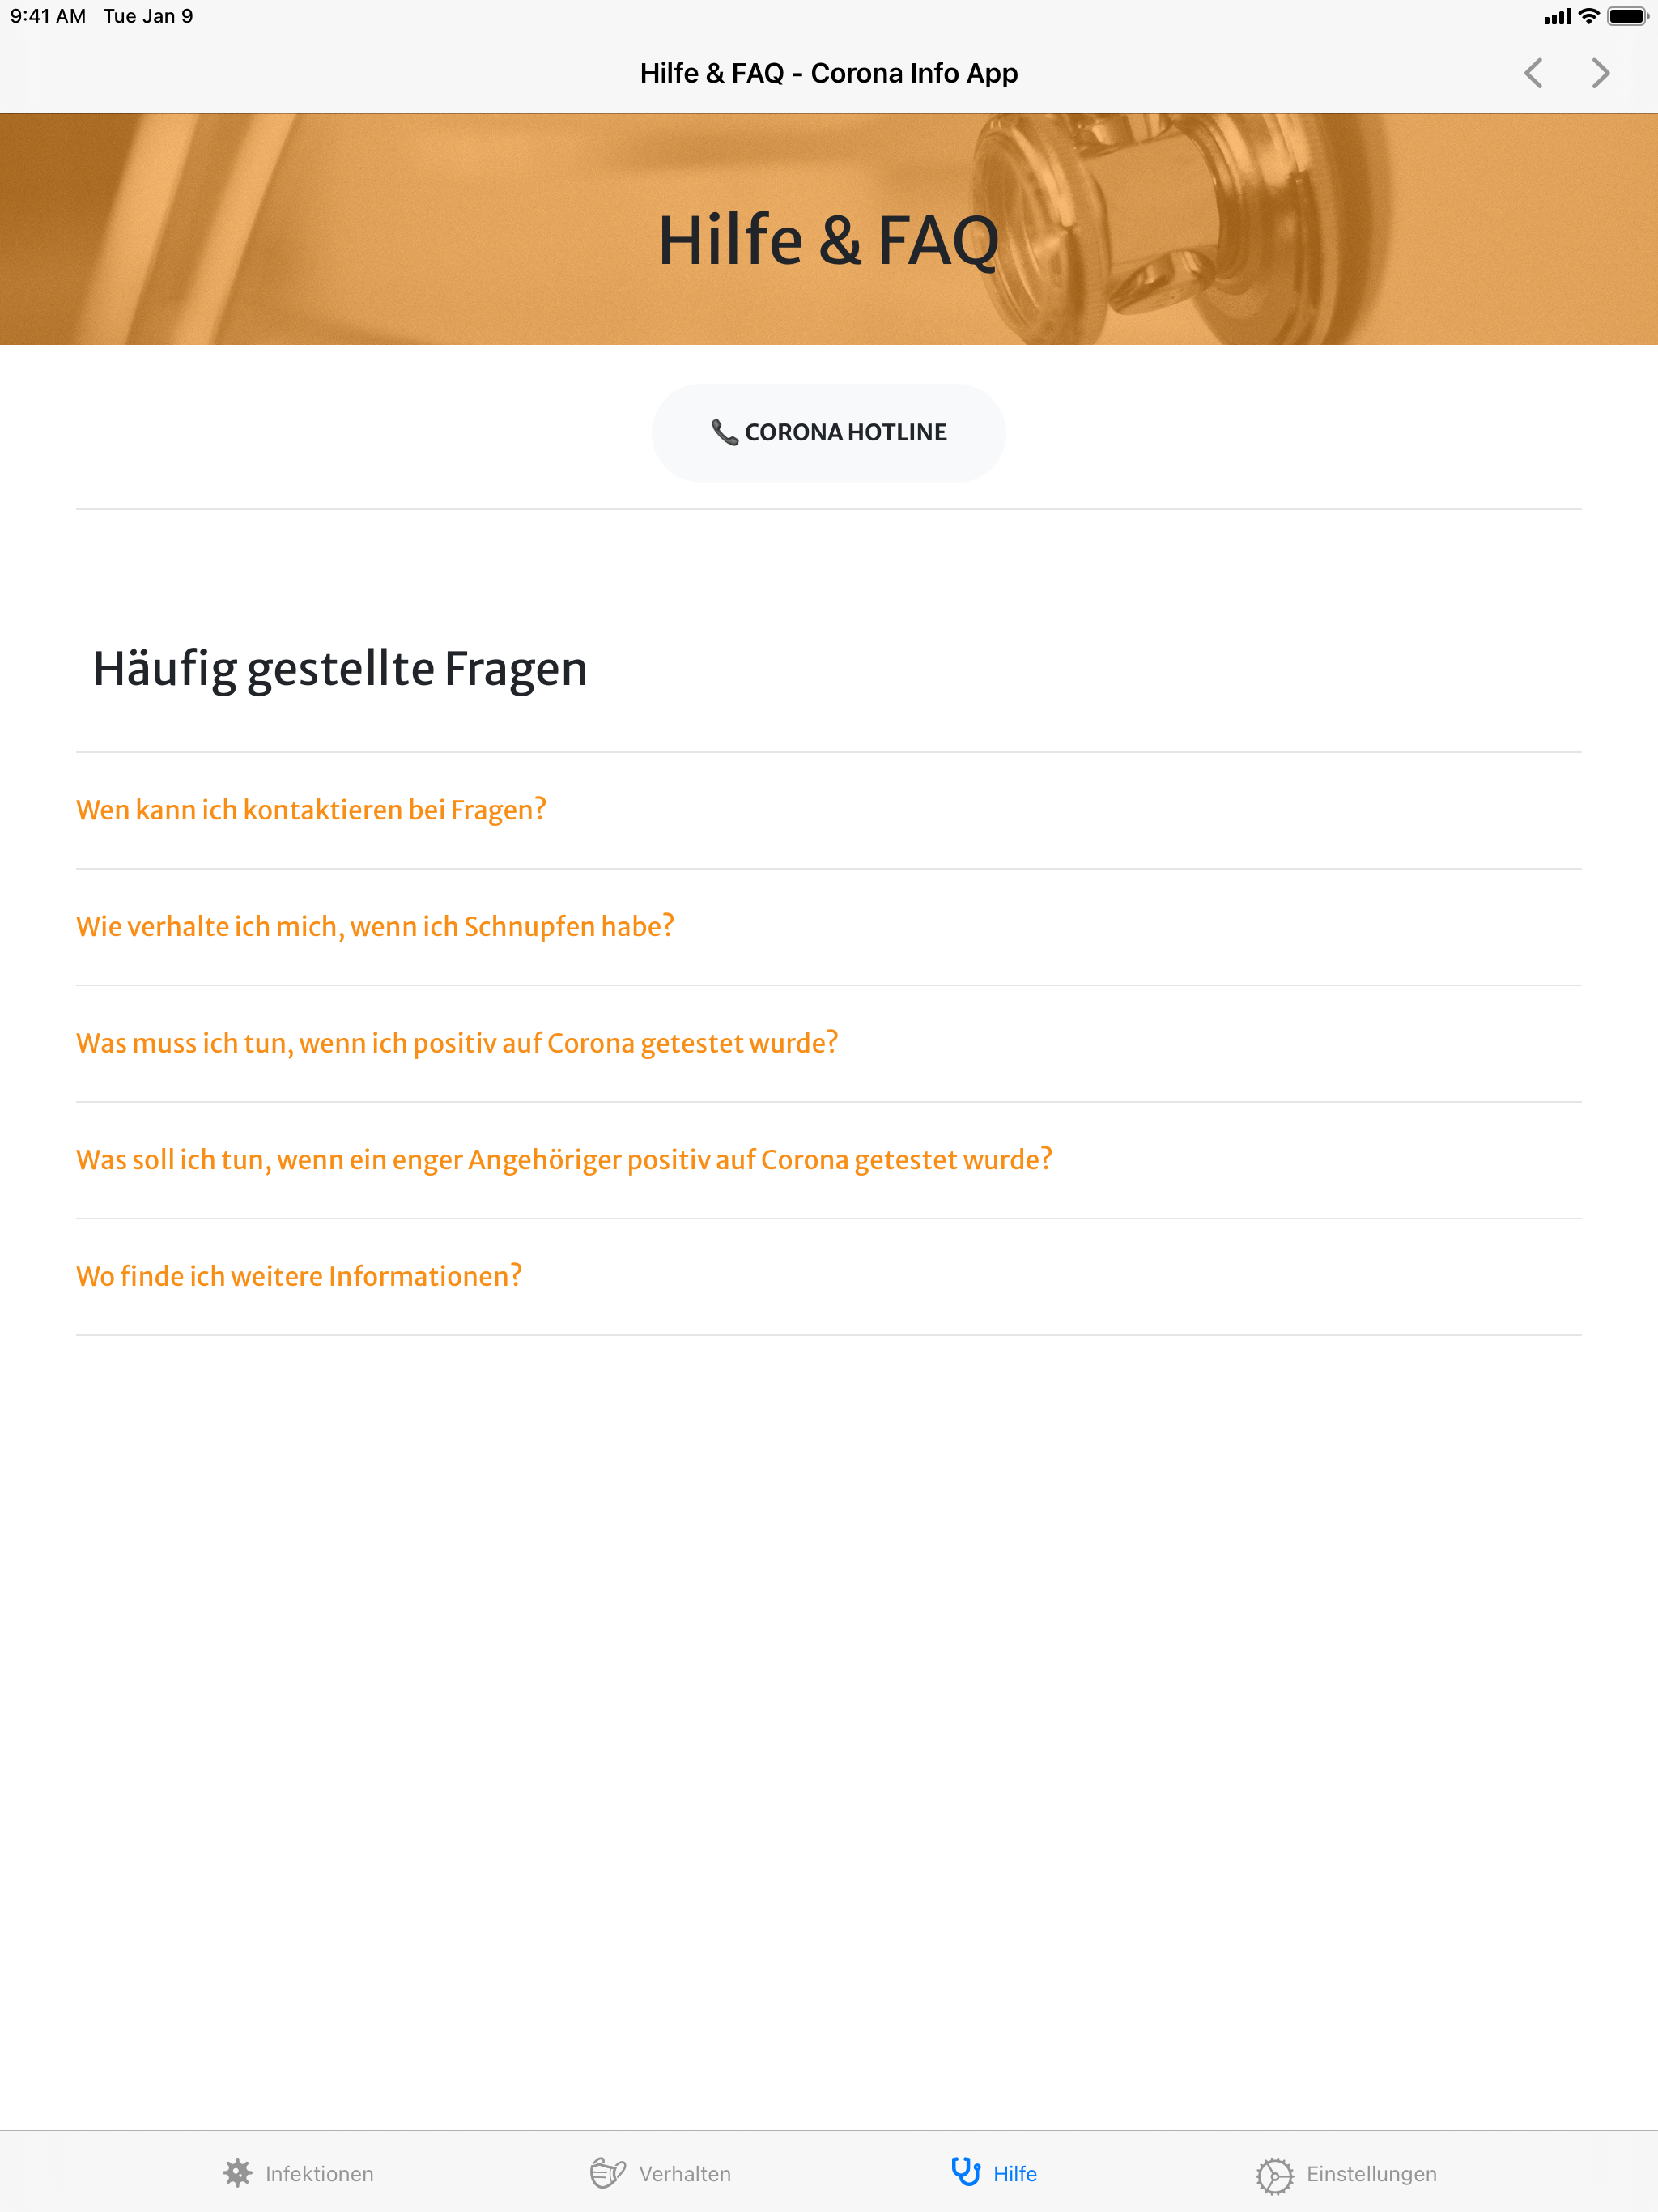 9:41 AM Tue Jan 9
Hilfe & FAQ - Corona Info App
Hilfe & FAQ
CORONA HOTLINE
Häufig gestellte Fragen
Wen kann ich kontaktieren bei Fragen?
Wie verhalte ich mich, wenn ich Schnupfen habe?
Was muss ich tun, wenn ich positiv auf Corona getestet wurde?
Was soll ich tun, wenn ein enger Angehöriger positiv auf Corona getestet wurde?
Wo finde ich weitere Informationen?
Infektionen Verhalten Hilfe Einstellungen